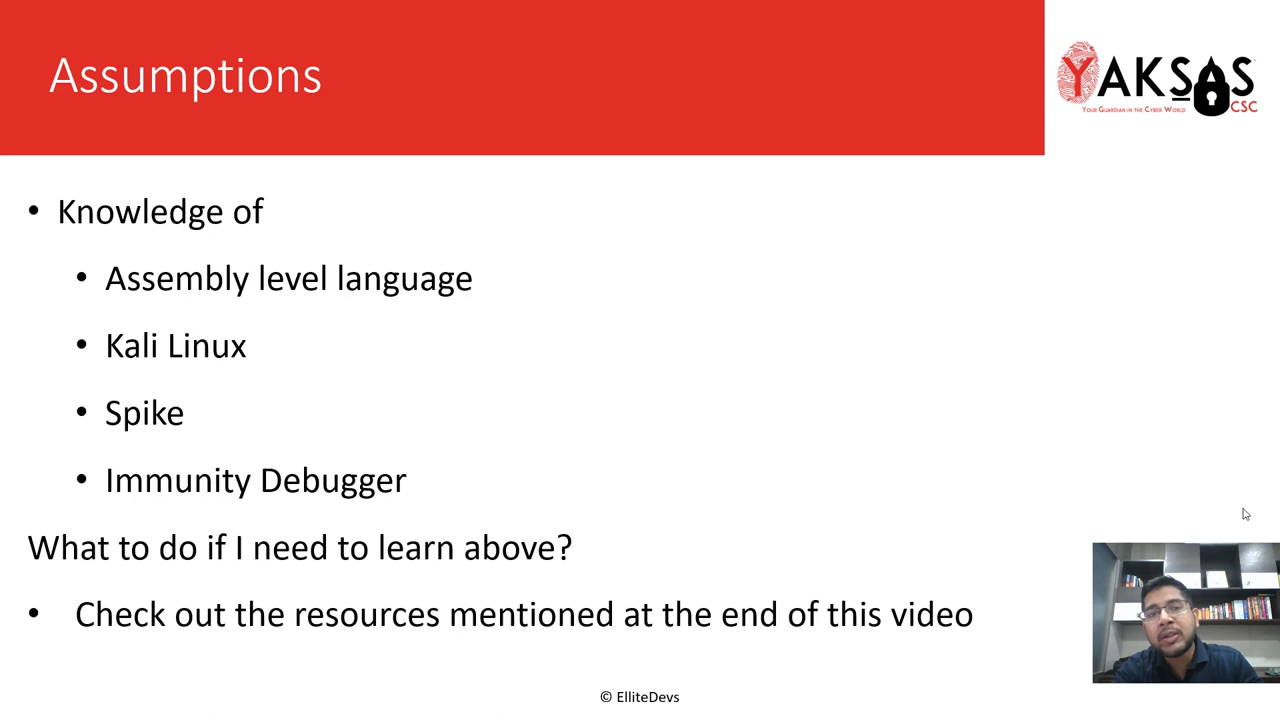 Assumptions
YAKSAS
CSC
YOUR GUARDIAN IN THE CYBER WORLD
• Knowledge of
• Assembly level language
• Kali Linux
• Spike
• Immunity Debugger
What to do if I need to learn above?
• Check out the resources mentioned at the end of this video
© ElliteDevs